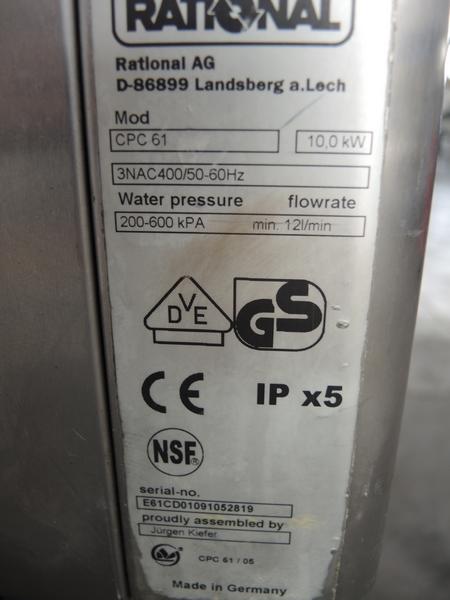 RATIONAL
Rational AG
D-86899 Landsberg a.Lech
Mod
CPC 61 10,0 kW
3NAC400/50-60Hz
Water pressure flowrate
200-600 kPA min. 12l/min
DVE GS
CE IP x5
NSF®
serial-no.
E61CD01091052819
proudly assembled by
Jürgen Kiefer
CPC 61 / 05
Made in Germany